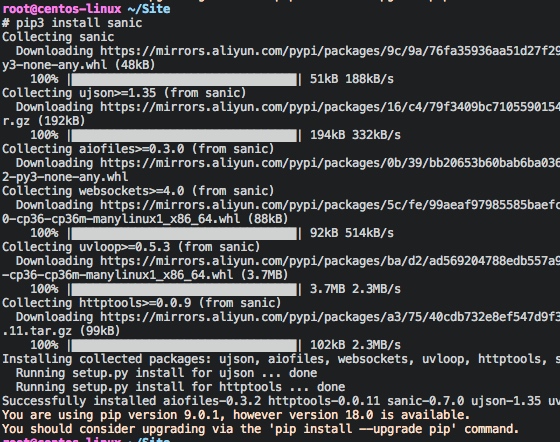 root@centos-linux ~/Site
# pip3 install sanic
Collecting sanic
Downloading https://mirrors.aliyun.com/pypi/packages/9c/9a/76fa35936aa51d27f29
y3-none-any.whl (48kB)
100% || 51kB 188kB/s
Collecting ujson>=1.35 (from sanic)
Downloading https://mirrors.aliyun.com/pypi/packages/16/c4/79f3409bc7105590154
r.gz (192kB)
100% || 194kB 332kB/s
Collecting aiofiles>=0.3.0 (from sanic)
Downloading https://mirrors.aliyun.com/pypi/packages/0b/39/bb20653b60bab6ba036
2-py3-none-any.whl
Collecting websockets>=4.0 (from sanic)
Downloading https://mirrors.aliyun.com/pypi/packages/5c/fe/99aeaf97985585baefc
0-cp36-cp36m-manylinux1_x86_64.whl (88kB)
100% || 92kB 514kB/s
Collecting uvloop>=0.5.3 (from sanic)
Downloading https://mirrors.aliyun.com/pypi/packages/ba/d2/ad569204788edb557a9
-cp36-cp36m-manylinux1_x86_64.whl (3.7MB)
100% || 3.7MB 2.3MB/s
Collecting httptools>=0.0.9 (from sanic)
Downloading https://mirrors.aliyun.com/pypi/packages/a3/75/40cdb732e8ef547d9f3
.11.tar.gz (99kB)
100% || 102kB 2.3MB/s
Installing collected packages: ujson, aiofiles, websockets, uvloop, httptools, s
Running setup.py install for ujson ... done
Running setup.py install for httptools ... done
Successfully installed aiofiles-0.3.2 httptools-0.0.11 sanic-0.7.0 ujson-1.35 uv
You are using pip version 9.0.1, however version 18.0 is available.
You should consider upgrading via the 'pip install --upgrade pip' command.
root@centos-linux ~/Site